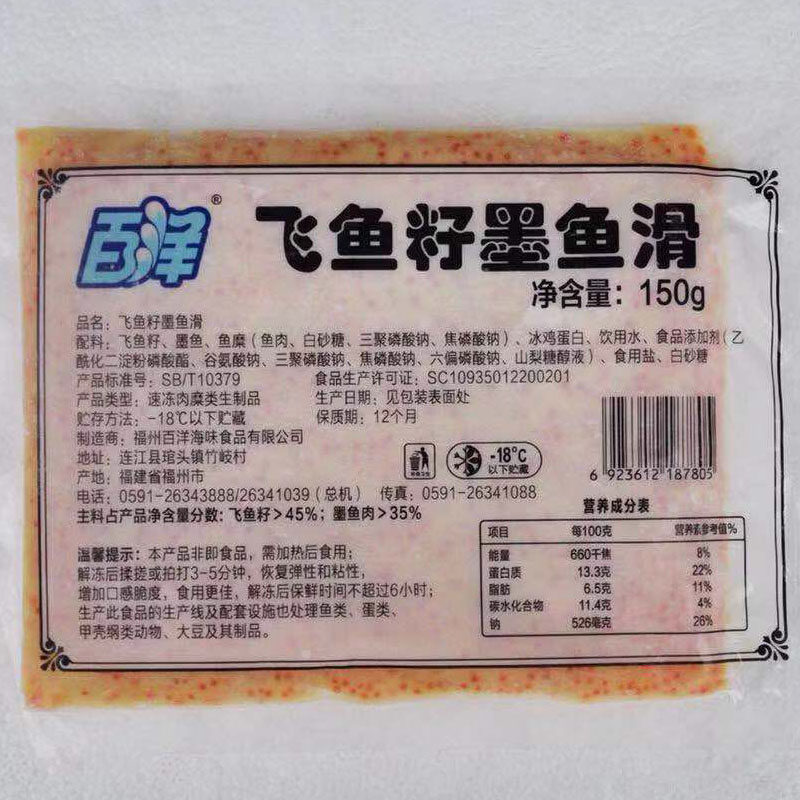 百洋®
飞鱼籽墨鱼滑
净含量：150g
品名：飞鱼籽墨鱼滑
配料：飞鱼籽、墨鱼、鱼糜（鱼肉、白砂糖、三聚磷酸钠、焦磷酸钠）、冰鸡蛋白、饮用水、食品添加剂（乙
酰化二淀粉磷酸酯、谷氨酸钠、三聚磷酸钠、焦磷酸钠、六偏磷酸钠、山梨糖醇液）、食用盐、白砂糖
产品标准号：SB/T10379 食品生产许可证：SC10935012200201
产品类型：速冻肉糜类生制品 生产日期：见包装表面处
贮存方法：-18℃以下贮藏 保质期：12个月
制造商：福州百洋海味食品有限公司
地址：连江县琯头镇竹岐村
产地：福建省福州市
电话：0591-26343888/26341039（总机） 传真：0591-26341088
主料占产品净含量分数：飞鱼籽＞45%；墨鱼肉＞35%
-18℃
以下贮藏
6 923612 187805
温馨提示：本产品非即食品，需加热后食用；
解冻后揉搓或拍打3-5分钟，恢复弹性和粘性，
增加口感脆度，食用更佳，解冻后保鲜时间不超过6小时；
生产此食品的生产线及配套设施也处理鱼类、蛋类、
甲壳纲类动物、大豆及其制品。
营养成分表
项目 每100克 营养素参考值%
能量 660千焦 8%
蛋白质 13.3克 22%
脂肪 6.5克 11%
碳水化合物 11.4克 4%
钠 526毫克 26%